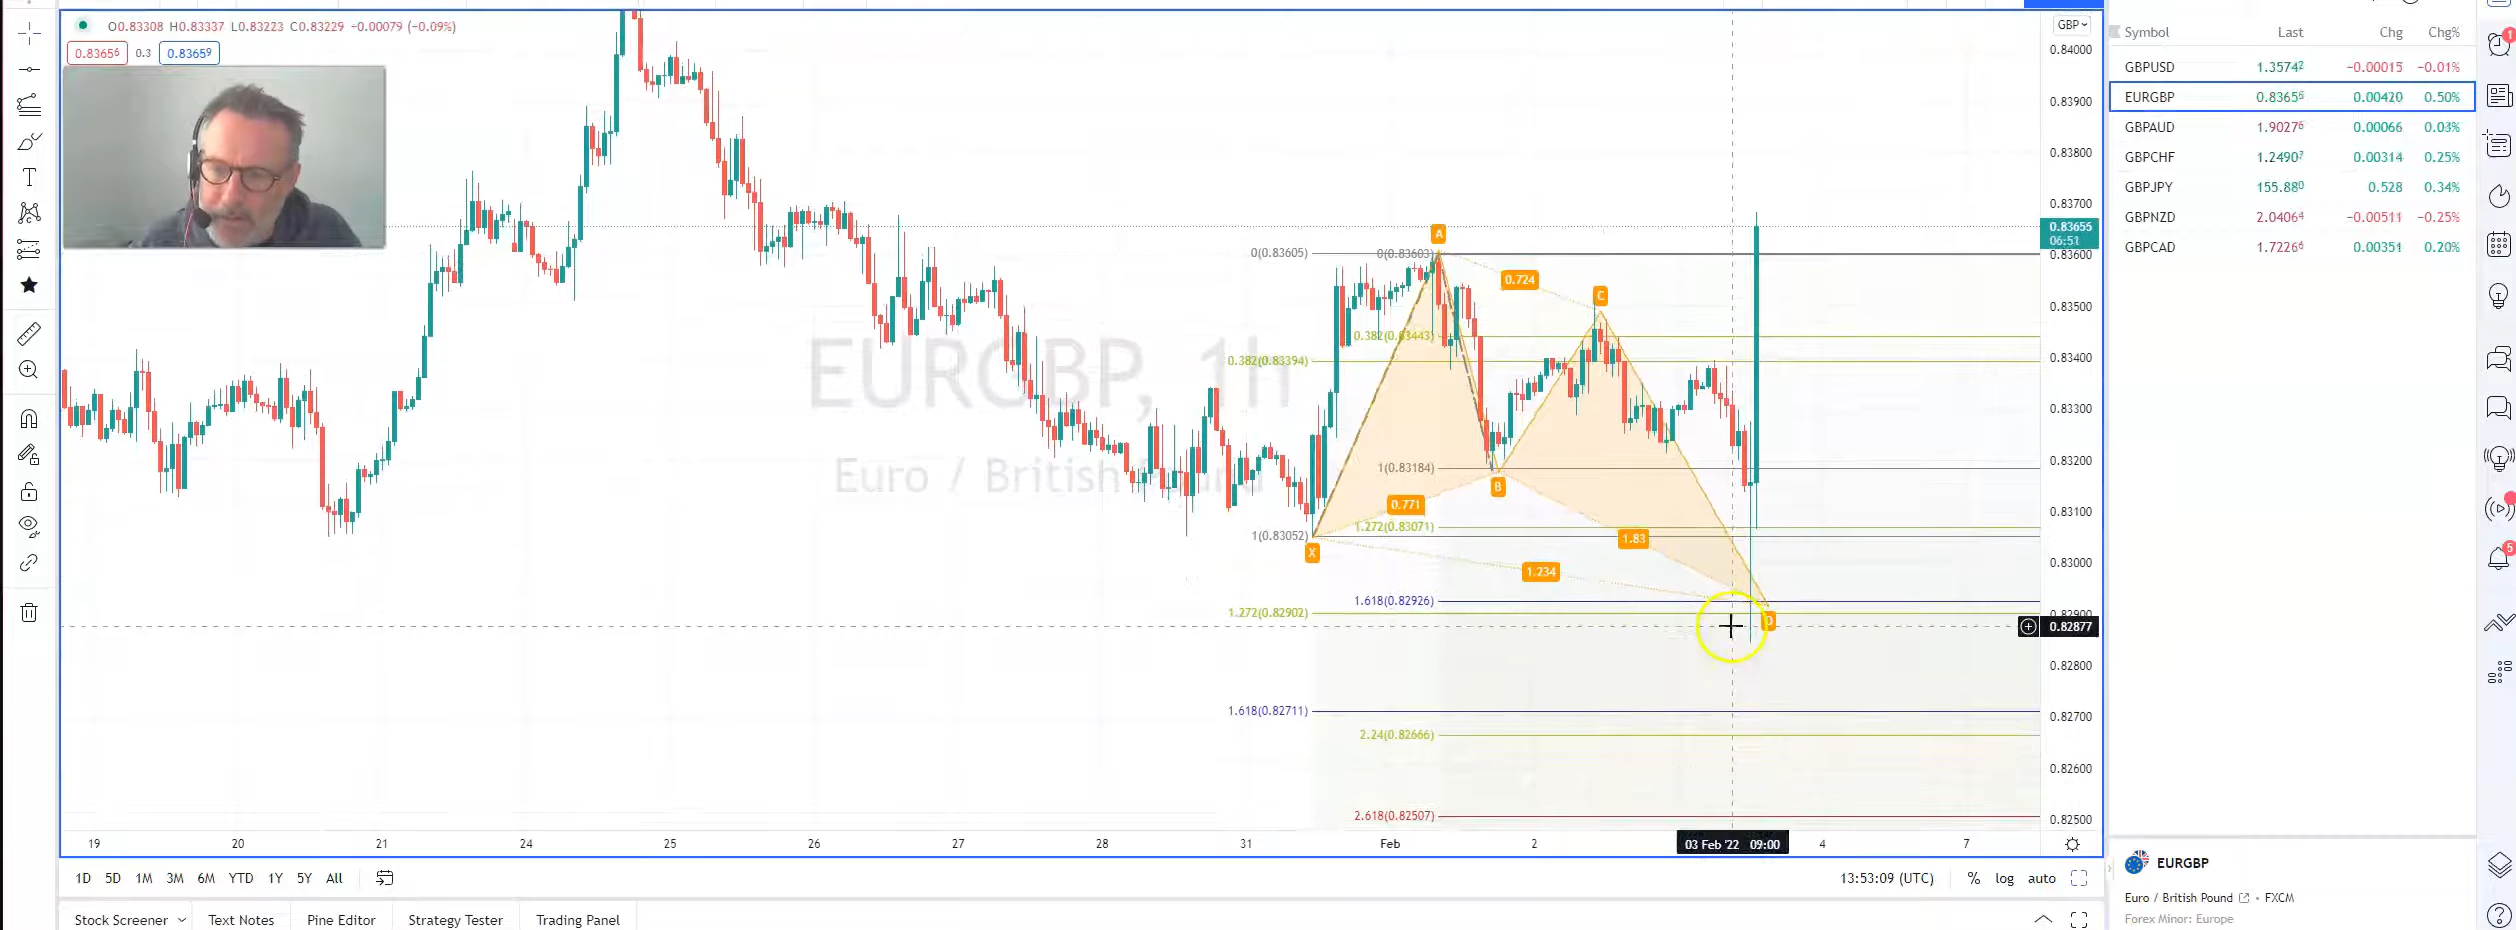 O0.83308 H0.83337 L0.83223 C0.83229 −0.00079 (−0.09%)
0.83656 0.3 0.83659
GBP
0.84000
0.83900
0.83800
0.83700
0.83655
06:51
0.83600
0.83500
0.83400
0.83300
0.83200
0.83100
0.83000
0.82900
0.82877
0.82800
0.82700
0.82600
0.82500
EURGBP, 1h
Euro / British Pound
0(0.83605)
0(0.83603)
A
0.724
C
0.382(0.83443)
0.382(0.83394)
1(0.83184)
B
0.771
1.272(0.83071)
1(0.83052)
1.83
X
1.234
1.618(0.82926)
1.272(0.82902)
D
1.618(0.82711)
2.24(0.82666)
2.618(0.82507)
19 20 21 24 25 26 27 28 31 Feb 2 03 Feb '22 09:00 4 7
1D 5D 1M 3M 6M YTD 1Y 5Y All
13:53:09 (UTC) % log auto
Stock Screener Text Notes Pine Editor Strategy Tester Trading Panel
Symbol Last Chg Chg%
GBPUSD 1.35742 −0.00015 −0.01%
EURGBP 0.83656 0.00420 0.50%
GBPAUD 1.90276 0.00066 0.03%
GBPCHF 1.24907 0.00314 0.25%
GBPJPY 155.880 0.528 0.34%
GBPNZD 2.04064 −0.00511 −0.25%
GBPCAD 1.72266 0.00351 0.20%
EURGBP
Euro / British Pound • FXCM
Forex Minor: Europe
1
5